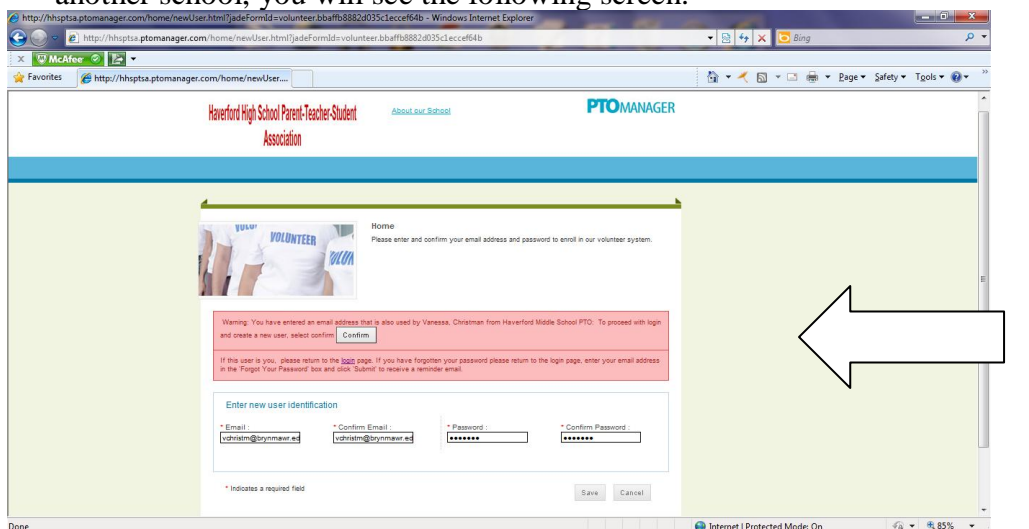 another school, you will see the following screen.
http://hhsptsa.ptomanager.com/home/newUser.html?jadeFormId=volunteer.bbaffb8882d035c1eccef64b - Windows Internet Explorer
http://hhsptsa.ptomanager.com/home/newUser.html?jadeFormId=volunteer.bbaffb8882d035c1eccef64b
Bing
x McAfee
Favorites http://hhsptsa.ptomanager.com/home/newUser....
Page Safety Tools
Haverford High School Parent-Teacher-Student
Association
About our School
PTOMANAGER
VOLUNTEER
Home
Please enter and confirm your email address and password to enroll in our volunteer system.
Warning: You have entered an email address that is also used by Vanessa, Christman from Haverford Middle School PTO: To proceed with login
and create a new user, select confirm Confirm
If this user is you, please return to the login page. If you have forgotten your password please return to the login page, enter your email address
in the 'Forgot Your Password' box and click 'Submit' to receive a reminder email.
Enter new user identification
* Email : * Confirm Email : * Password : * Confirm Password :
vchristm@brynmawr.ed vchristm@brynmawr.ed ••••••• •••••••
* Indicates a required field
Save Cancel
Done Internet | Protected Mode: On 85%